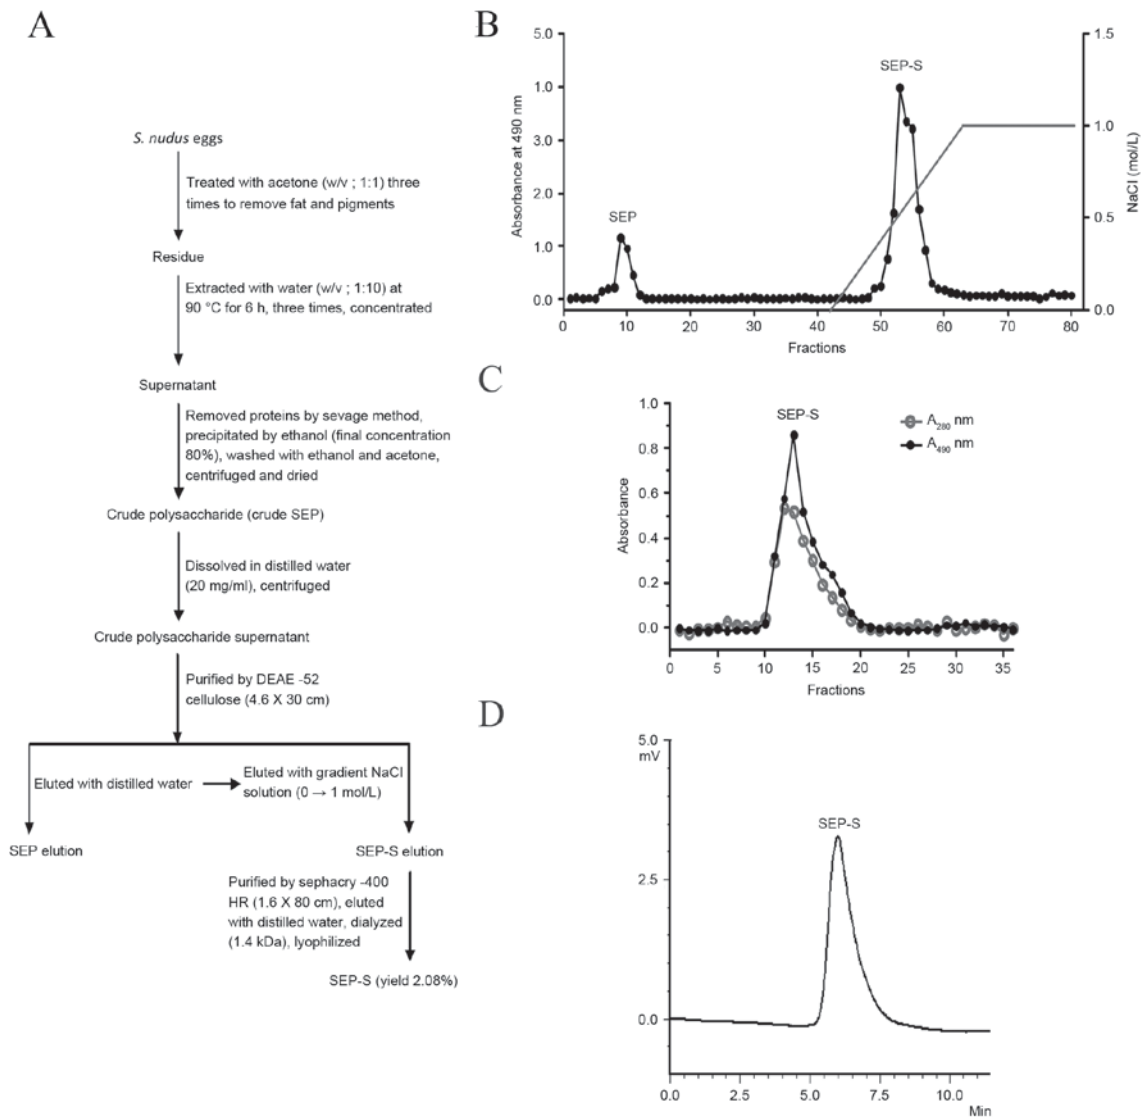 A
S. nudus eggs
Treated with acetone (w/v ; 1:1) three
times to remove fat and pigments
Residue
Extracted with water (w/v ; 1:10) at
90 °C for 6 h, three times, concentrated
Supernatant
Removed proteins by sevage method,
precipitated by ethanol (final concentration
80%), washed with ethanol and acetone,
centrifuged and dried
Crude polysaccharide (crude SEP)
Dissolved in distilled water
(20 mg/ml), centrifuged
Crude polysaccharide supernatant
Purified by DEAE -52
cellulose (4.6 X 30 cm)
Eluted with distilled water
Eluted with gradient NaCl
solution (0 → 1 mol/L)
SEP elution
SEP-S elution
Purified by sephacry -400
HR (1.6 X 80 cm), eluted
with distilled water, dialyzed
(1.4 kDa), lyophilized
SEP-S (yield 2.08%)
B
5.0
1.0
3.0
2.0
1.0
0.0
Absorbance at 490 nm
SEP
SEP-S
1.5
1.0
0.5
0.0
NaCl (mol/L)
0 10 20 30 40 50 60 70 80
Fractions
C
1.0
0.8
0.6
0.4
0.2
0.0
Absorbance
SEP-S
A280 nm
A490 nm
0 5 10 15 20 25 30 35
Fractions
D
5.0
mV
2.5
0.0
SEP-S
0.0 2.5 5.0 7.5 10.0
Min